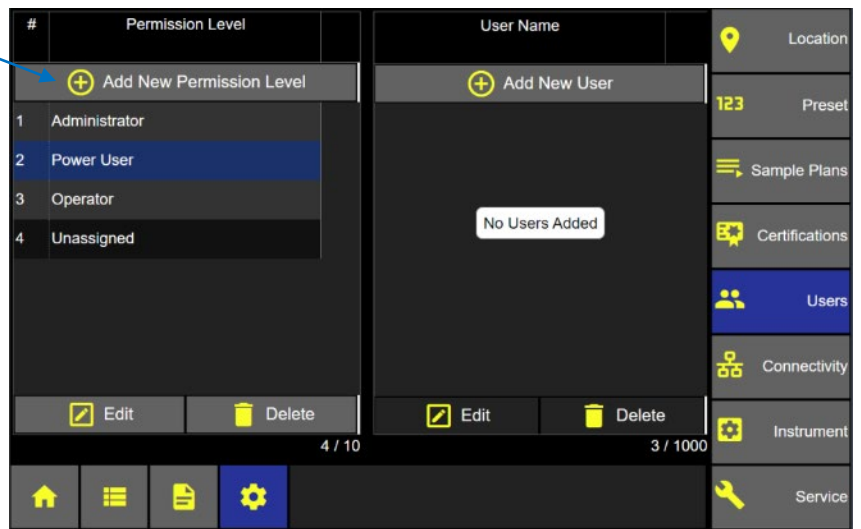 # Permission Level
Add New Permission Level
1 Administrator
2 Power User
3 Operator
4 Unassigned
Edit Delete
4 / 10
User Name
Add New User
No Users Added
Edit Delete
3 / 1000
Location
123 Preset
Sample Plans
Certifications
Users
Connectivity
Instrument
Service